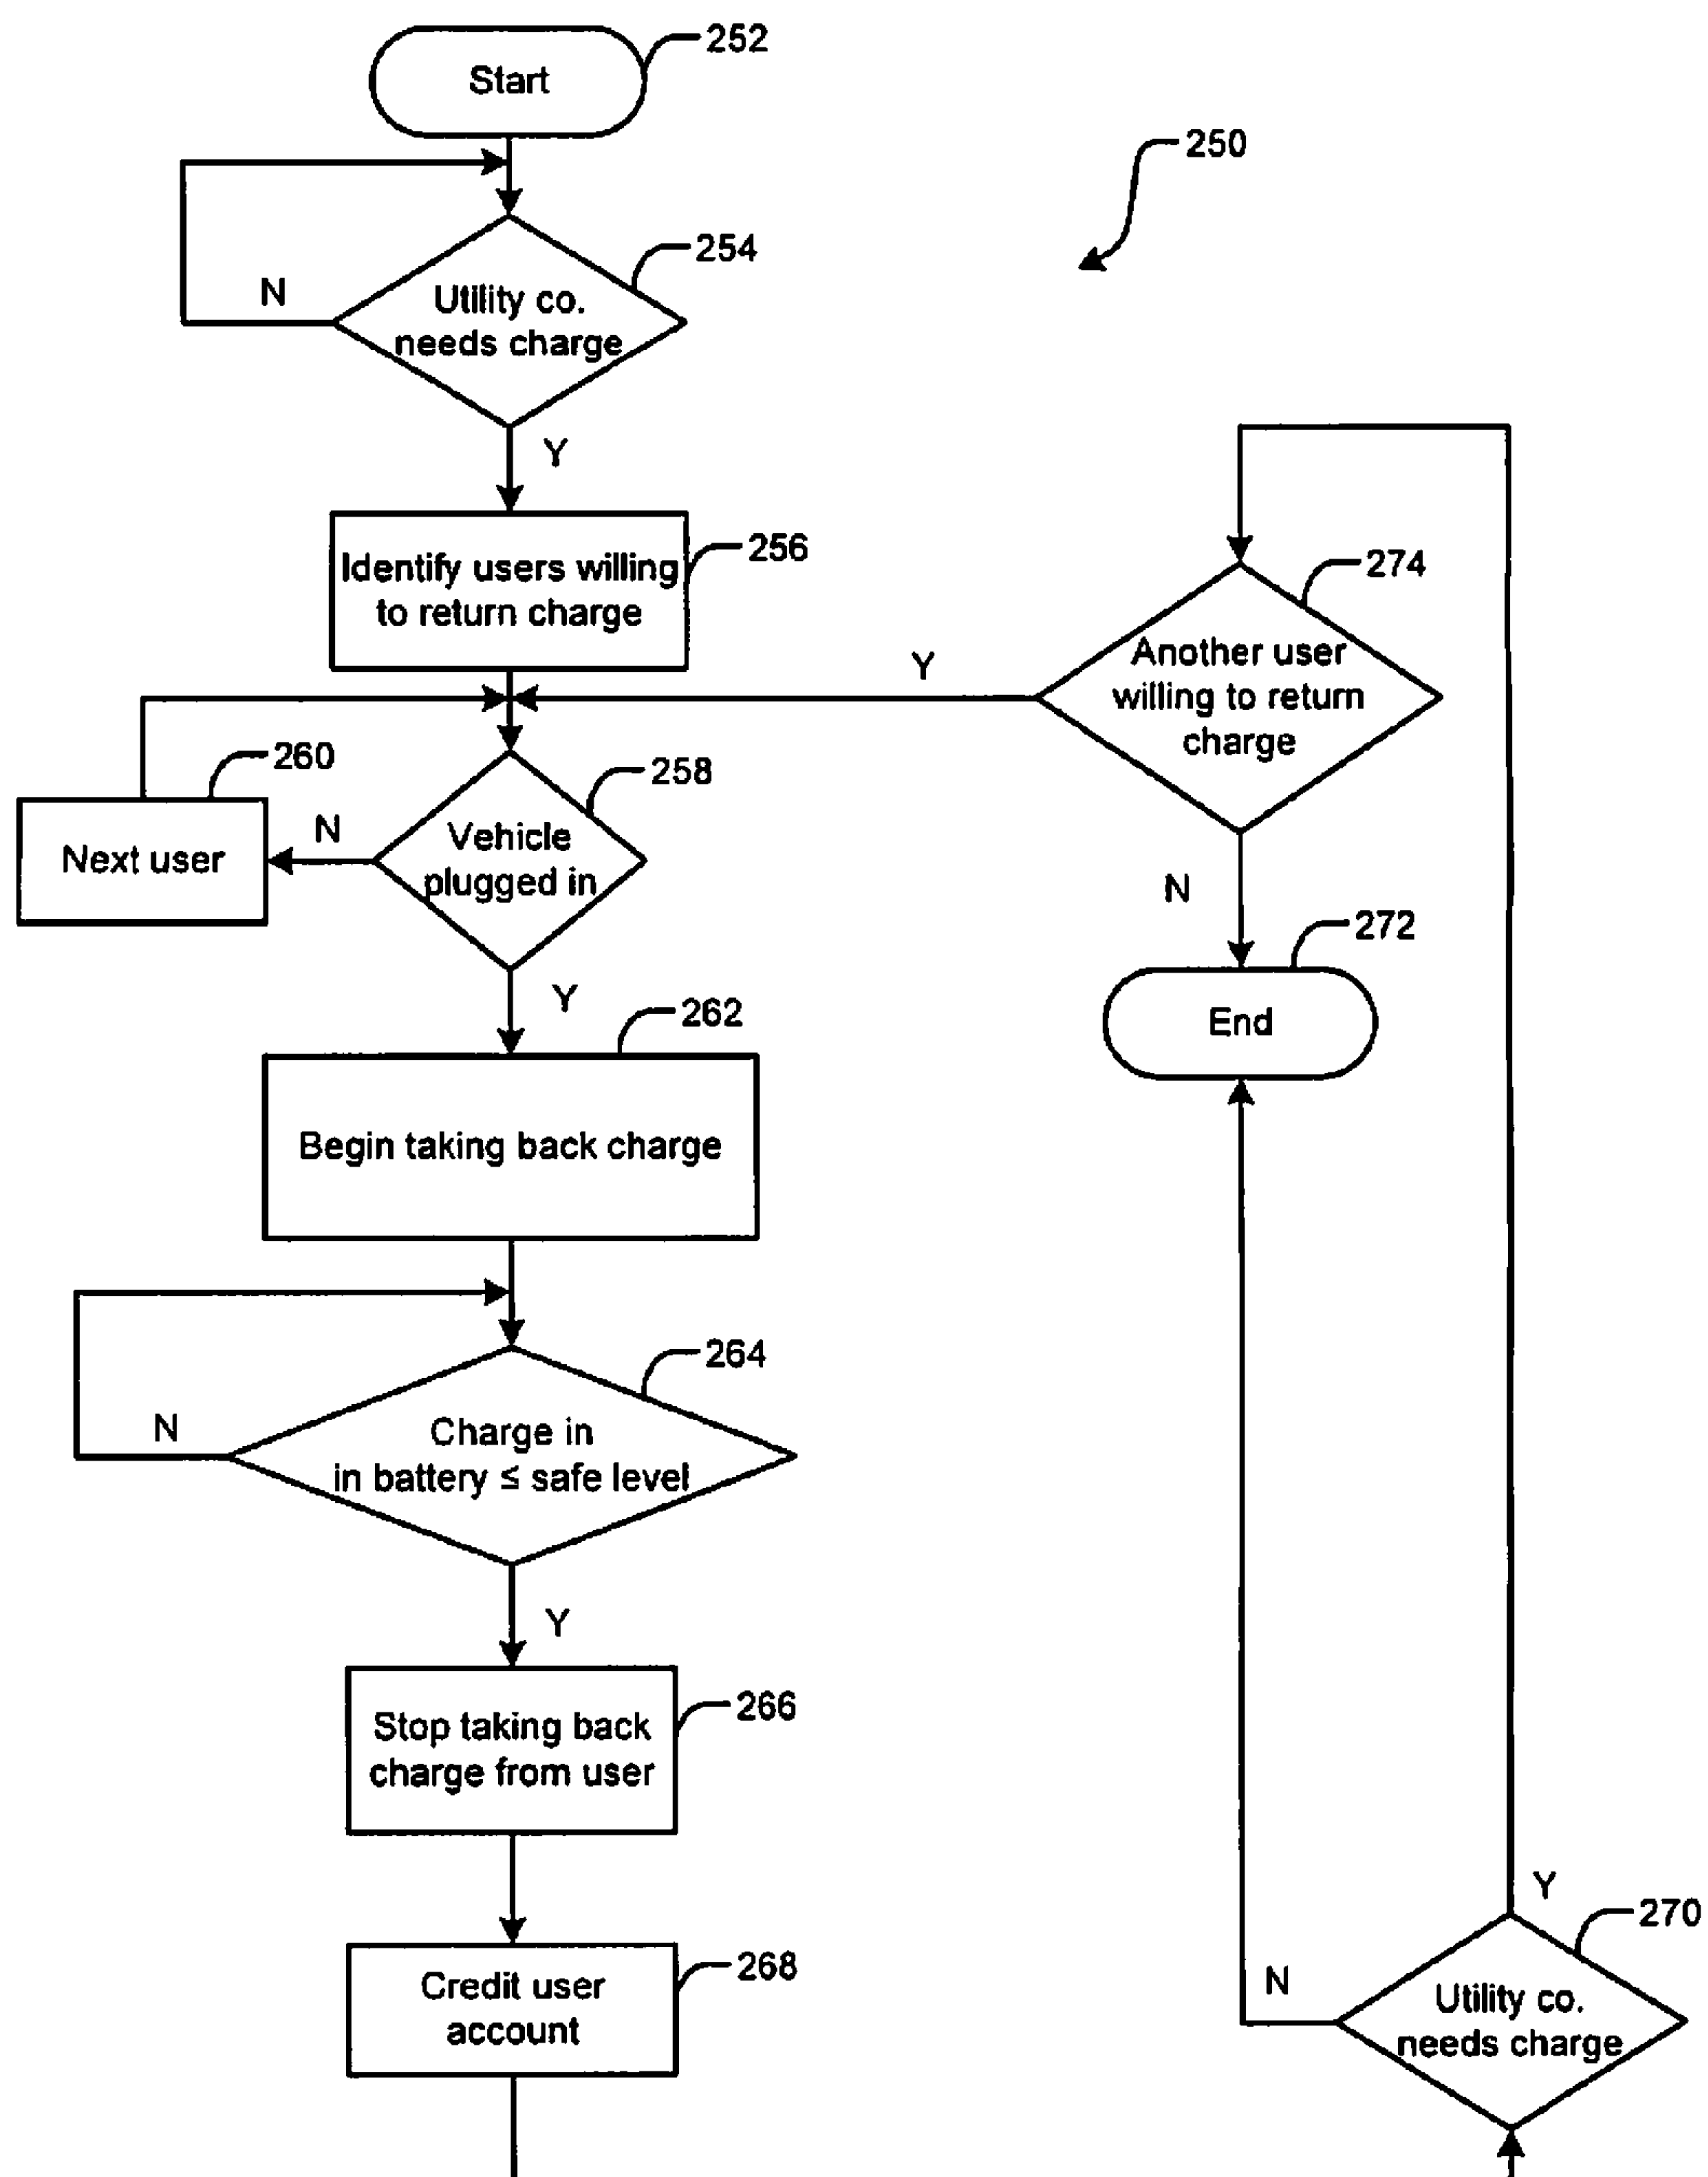 252
Start
250
254
N
Utility co.
needs charge
Y
256
Identify users willing
to return charge
274
Another user
willing to return
charge
Y
260
Next user
N
258
Vehicle
plugged in
N
272
End
Y
262
Begin taking back charge
264
N
Charge in
in battery ≤ safe level
Y
266
Stop taking back
charge from user
268
Credit user
account
Y
270
N
Utility co.
needs charge